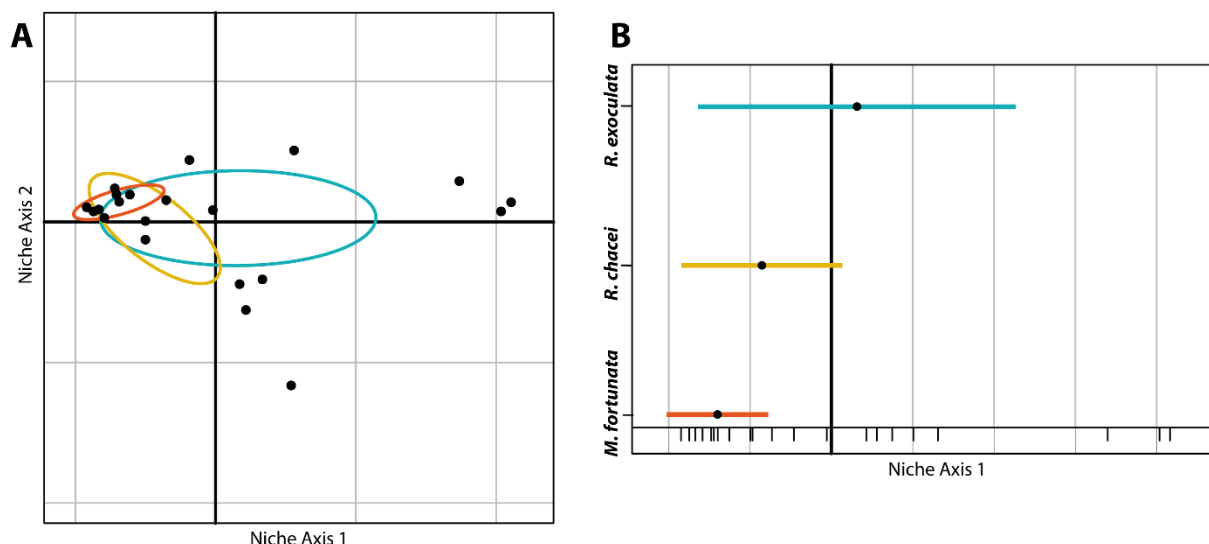 A
Niche Axis 2
Niche Axis 1
B
R. exoculata
R. chacei
M. fortunata
Niche Axis 1